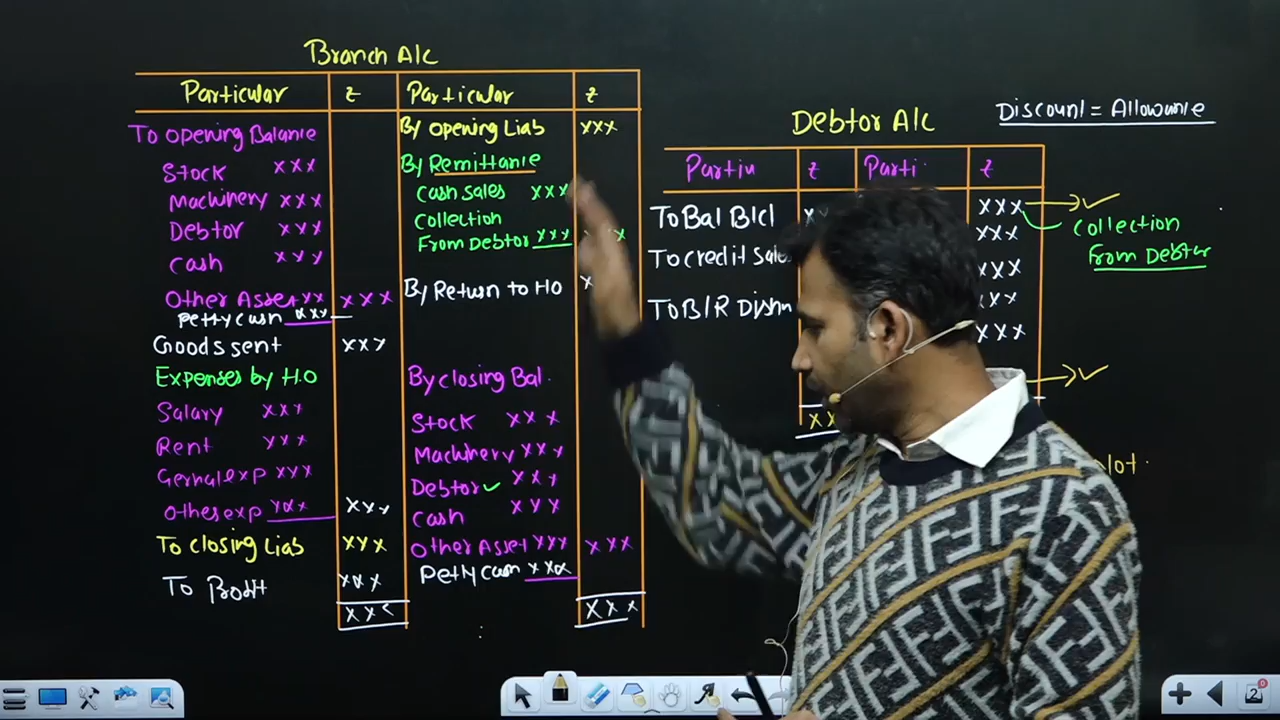 Branch A/c
Particular ₹ Particular ₹
To Opening Balance
Stock xxx
Machinery xxx
Debtor xxx
Cash xxx
Other Asset xx xxx
Petty cash xxx
Goods sent xxx
Expenses by H.O
Salary xxx
Rent xxx
Gernal exp xxx
Other exp xxx xxx
To Closing Liab xxx
To Profit xxx
xxx
By Opening Liab xxx
By Remittance
Cash Sales xxx
Collection
From Debtor xxx
By Return to HO x
By closing Bal.
Stock xxx
Machinery xxx
Debtor ✓ xxx
Cash xxx
Other Asset xxx xxx
Petty cash xxx
xxx
Discount = Allowance
Debtor A/c
Particu ₹ Parti. ₹
To Bal B/d
To credit Sale
To B/R Dishn
xx
xxx ✓
xxx
xxx
xx
xxx
Collection
From Debtor
✓
2